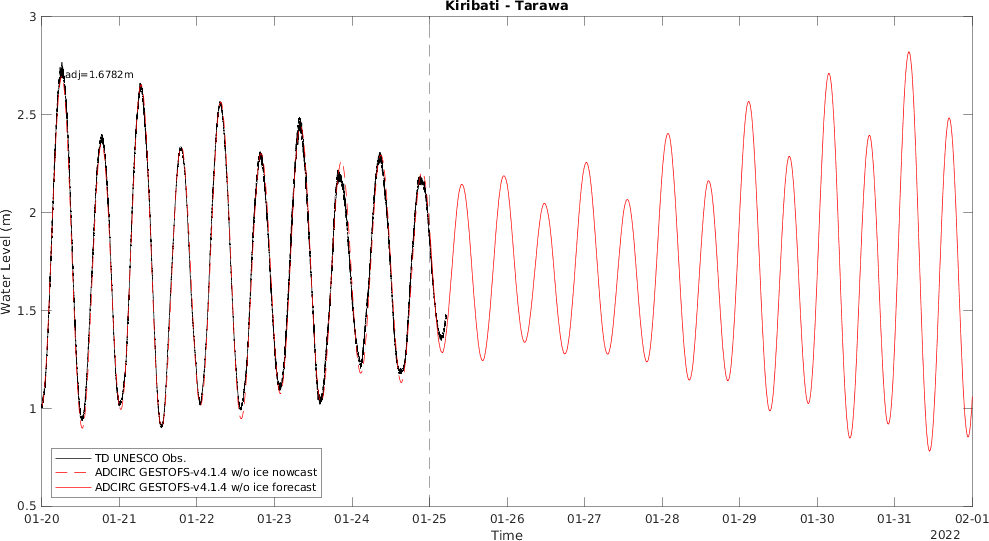 Kiribati - Tarawa
3
2.5
2
1.5
1
0.5
Water Level (m)
adj=1.6782m
TD UNESCO Obs.
ADCIRC GESTOFS-v4.1.4 w/o ice nowcast
ADCIRC GESTOFS-v4.1.4 w/o ice forecast
01-20 01-21 01-22 01-23 01-24 01-25 01-26 01-27 01-28 01-29 01-30 01-31 02-01
Time
2022